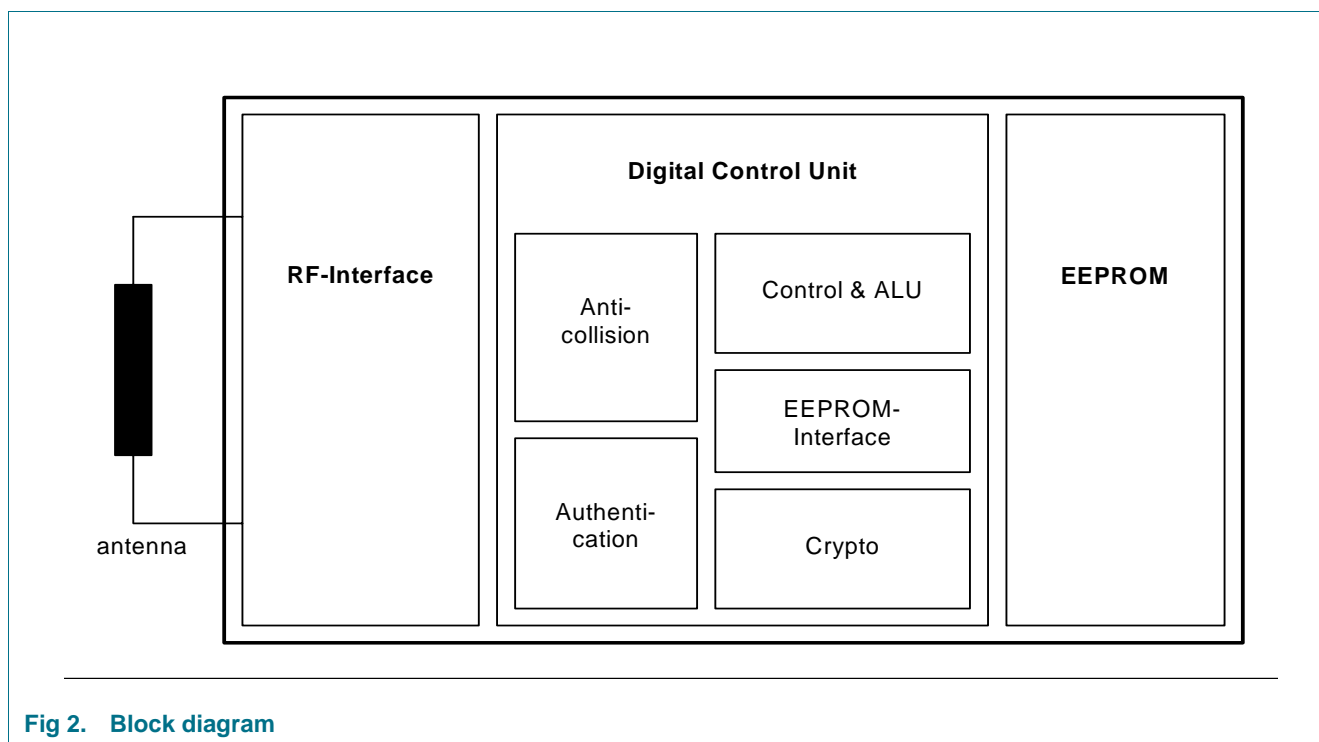 Digital Control Unit
RF-Interface
EEPROM
Anti-
collision
Control & ALU
EEPROM-
Interface
Authenti-
cation
Crypto
antenna
Fig 2. Block diagram